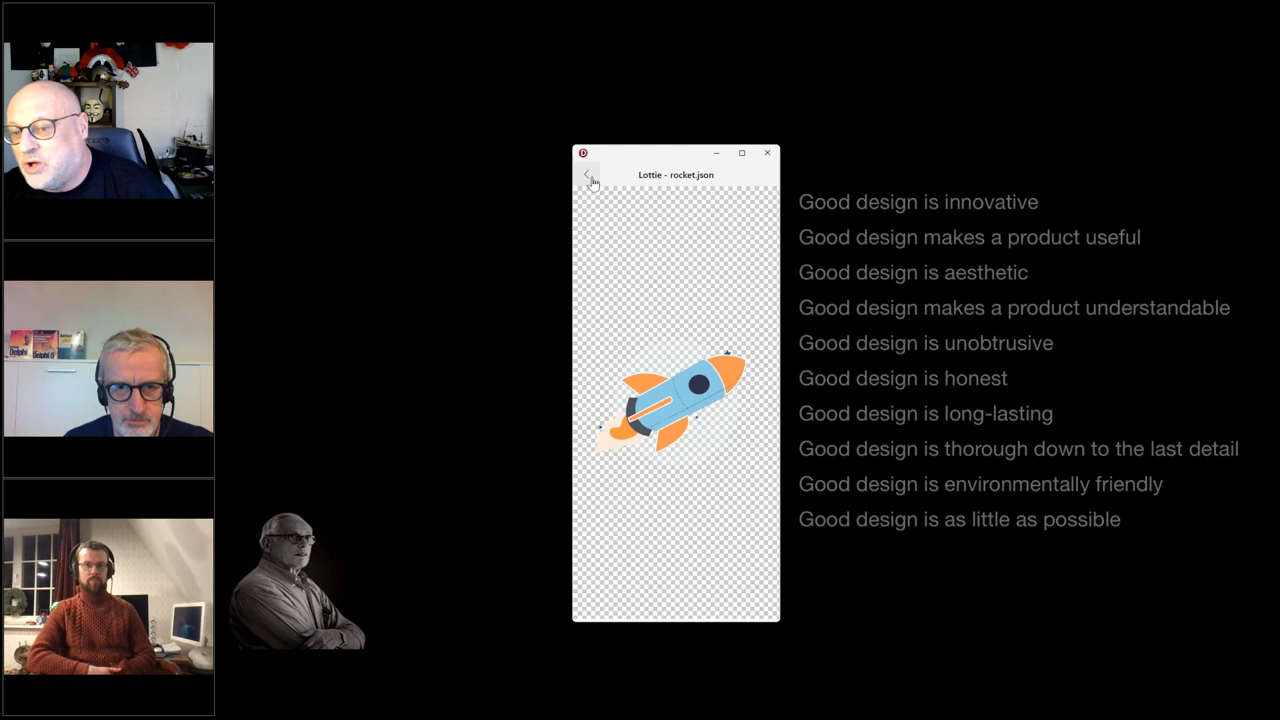 Lottie - rocket.json
Good design is innovative
Good design makes a product useful
Good design is aesthetic
Good design makes a product understandable
Good design is unobtrusive
Good design is honest
Good design is long-lasting
Good design is thorough down to the last detail
Good design is environmentally friendly
Good design is as little as possible
Delphi
Delphi